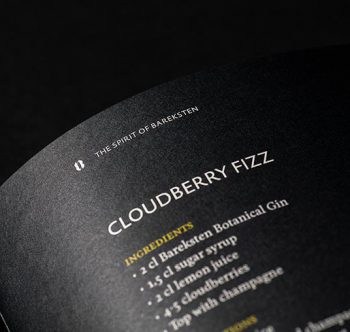 8 THE SPIRIT OF BAREKSTEN
CLOUDBERRY FIZZ
INGREDIENTS
• 2 cl Bareksten Botanical Gin
• 1.5 cl sugar syrup
• 2 cl lemon juice
• 4-5 cloudberries
• Top with champagne